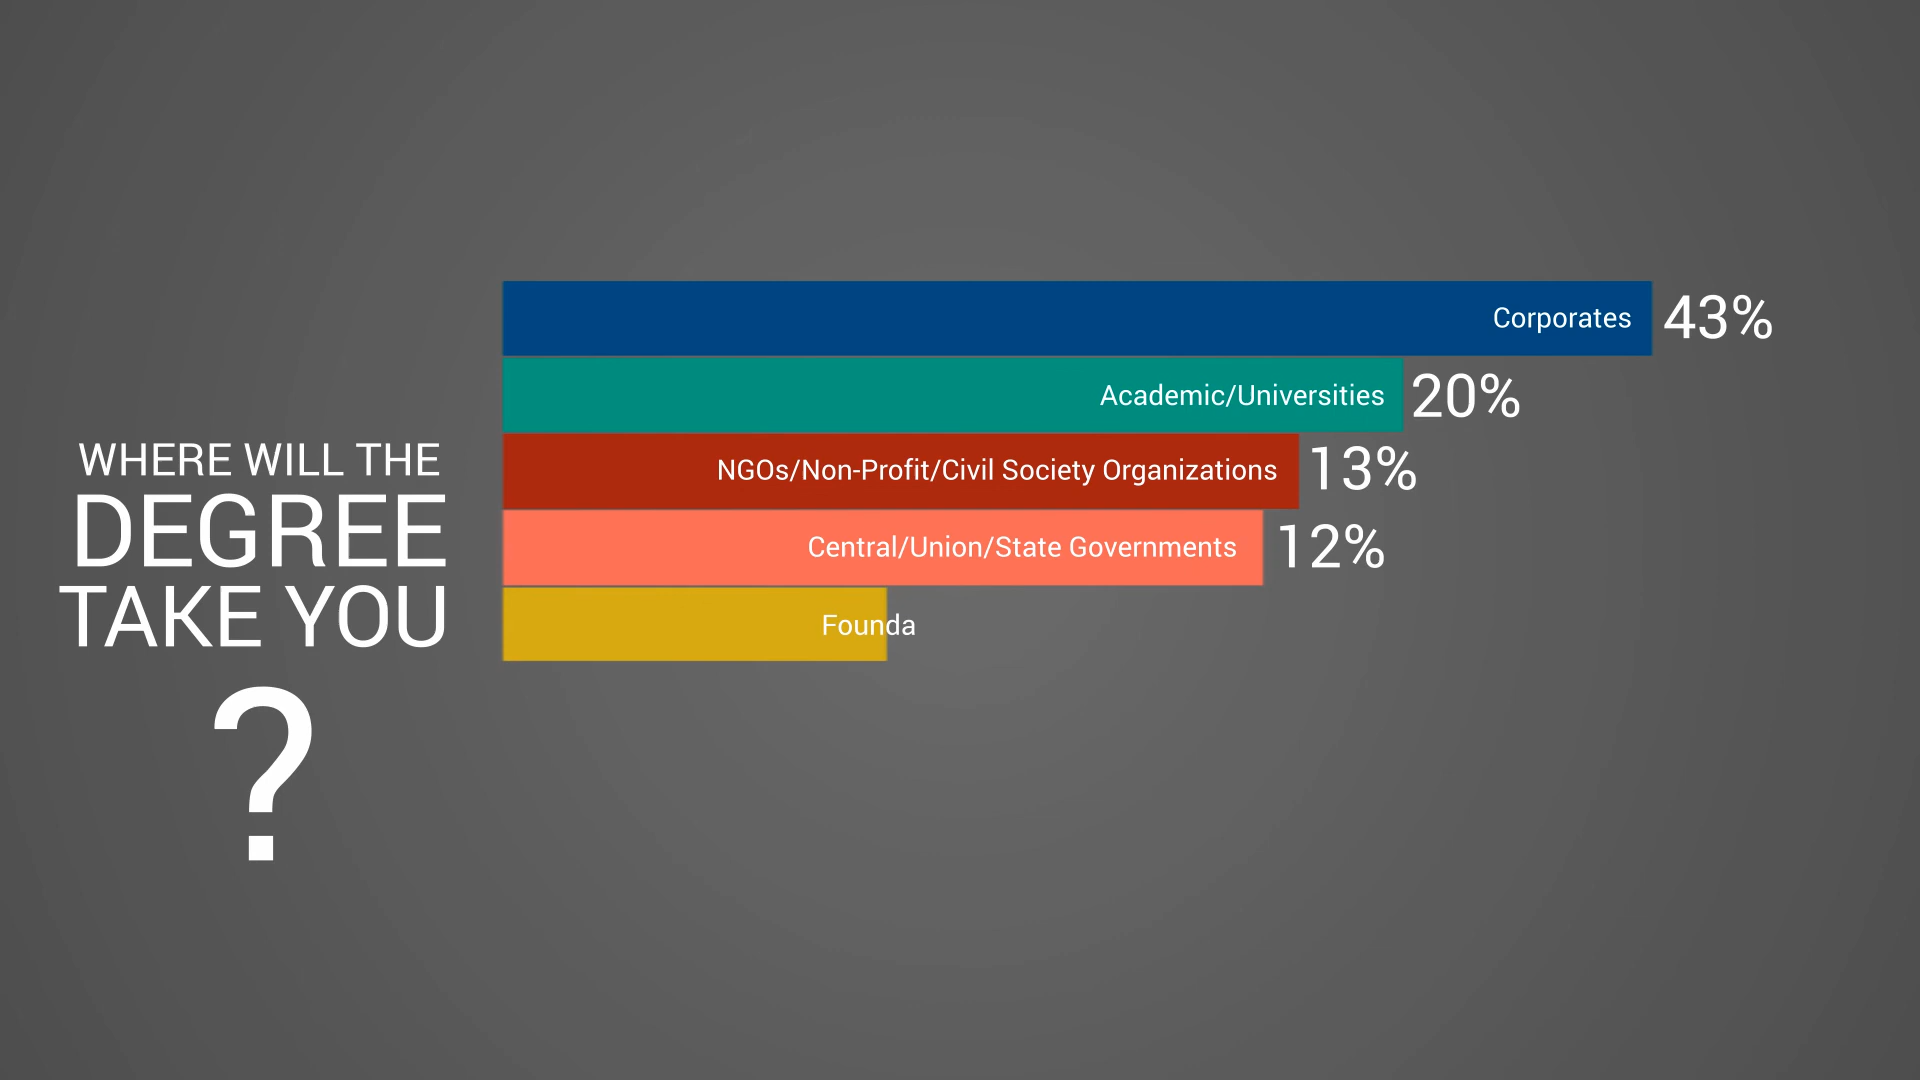 WHERE WILL THE
DEGREE
TAKE YOU
?
Corporates 43%
Academic/Universities 20%
NGOs/Non-Profit/Civil Society Organizations 13%
Central/Union/State Governments 12%
Founda